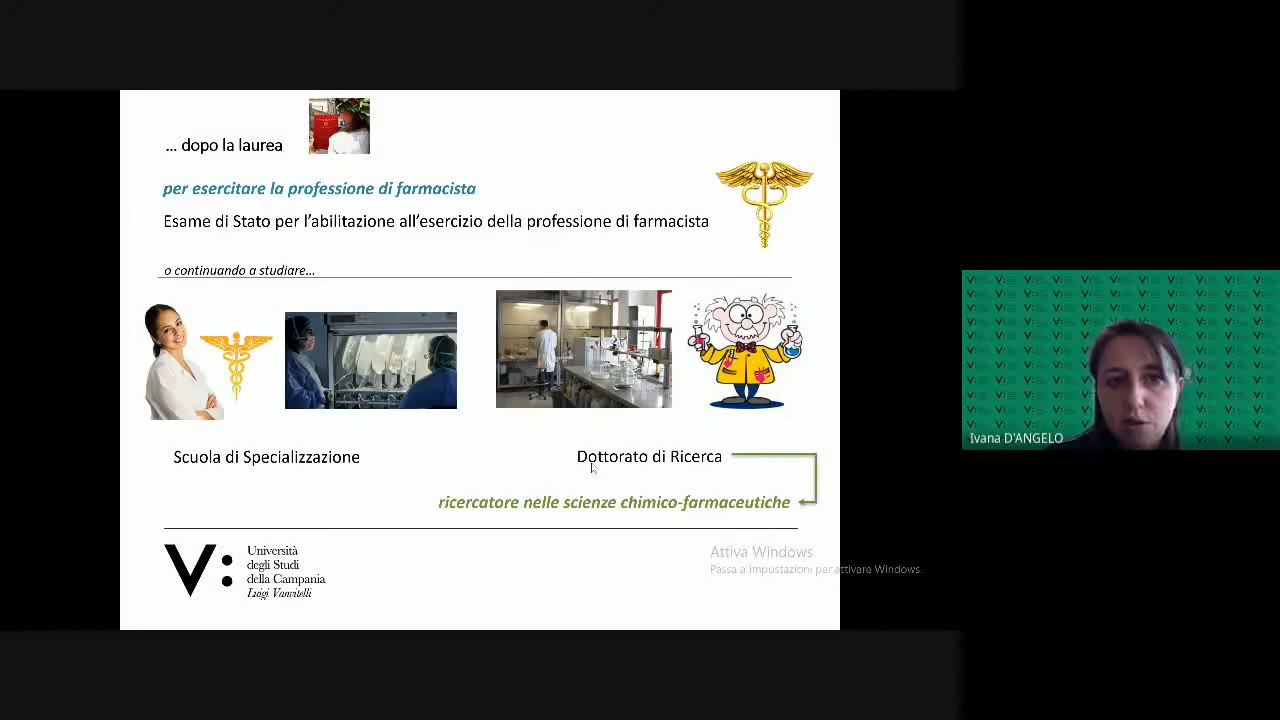 ... dopo la laurea
per esercitare la professione di farmacista
Esame di Stato per l'abilitazione all'esercizio della professione di farmacista
o continuando a studiare...
Scuola di Specializzazione
Dottorato di Ricerca
ricercatore nelle scienze chimico-farmaceutiche
V:
Università
degli Studi
della Campania
Luigi Vanvitelli
Attiva Windows
Passa a Impostazioni per attivare Windows.
Ivana D'ANGELO